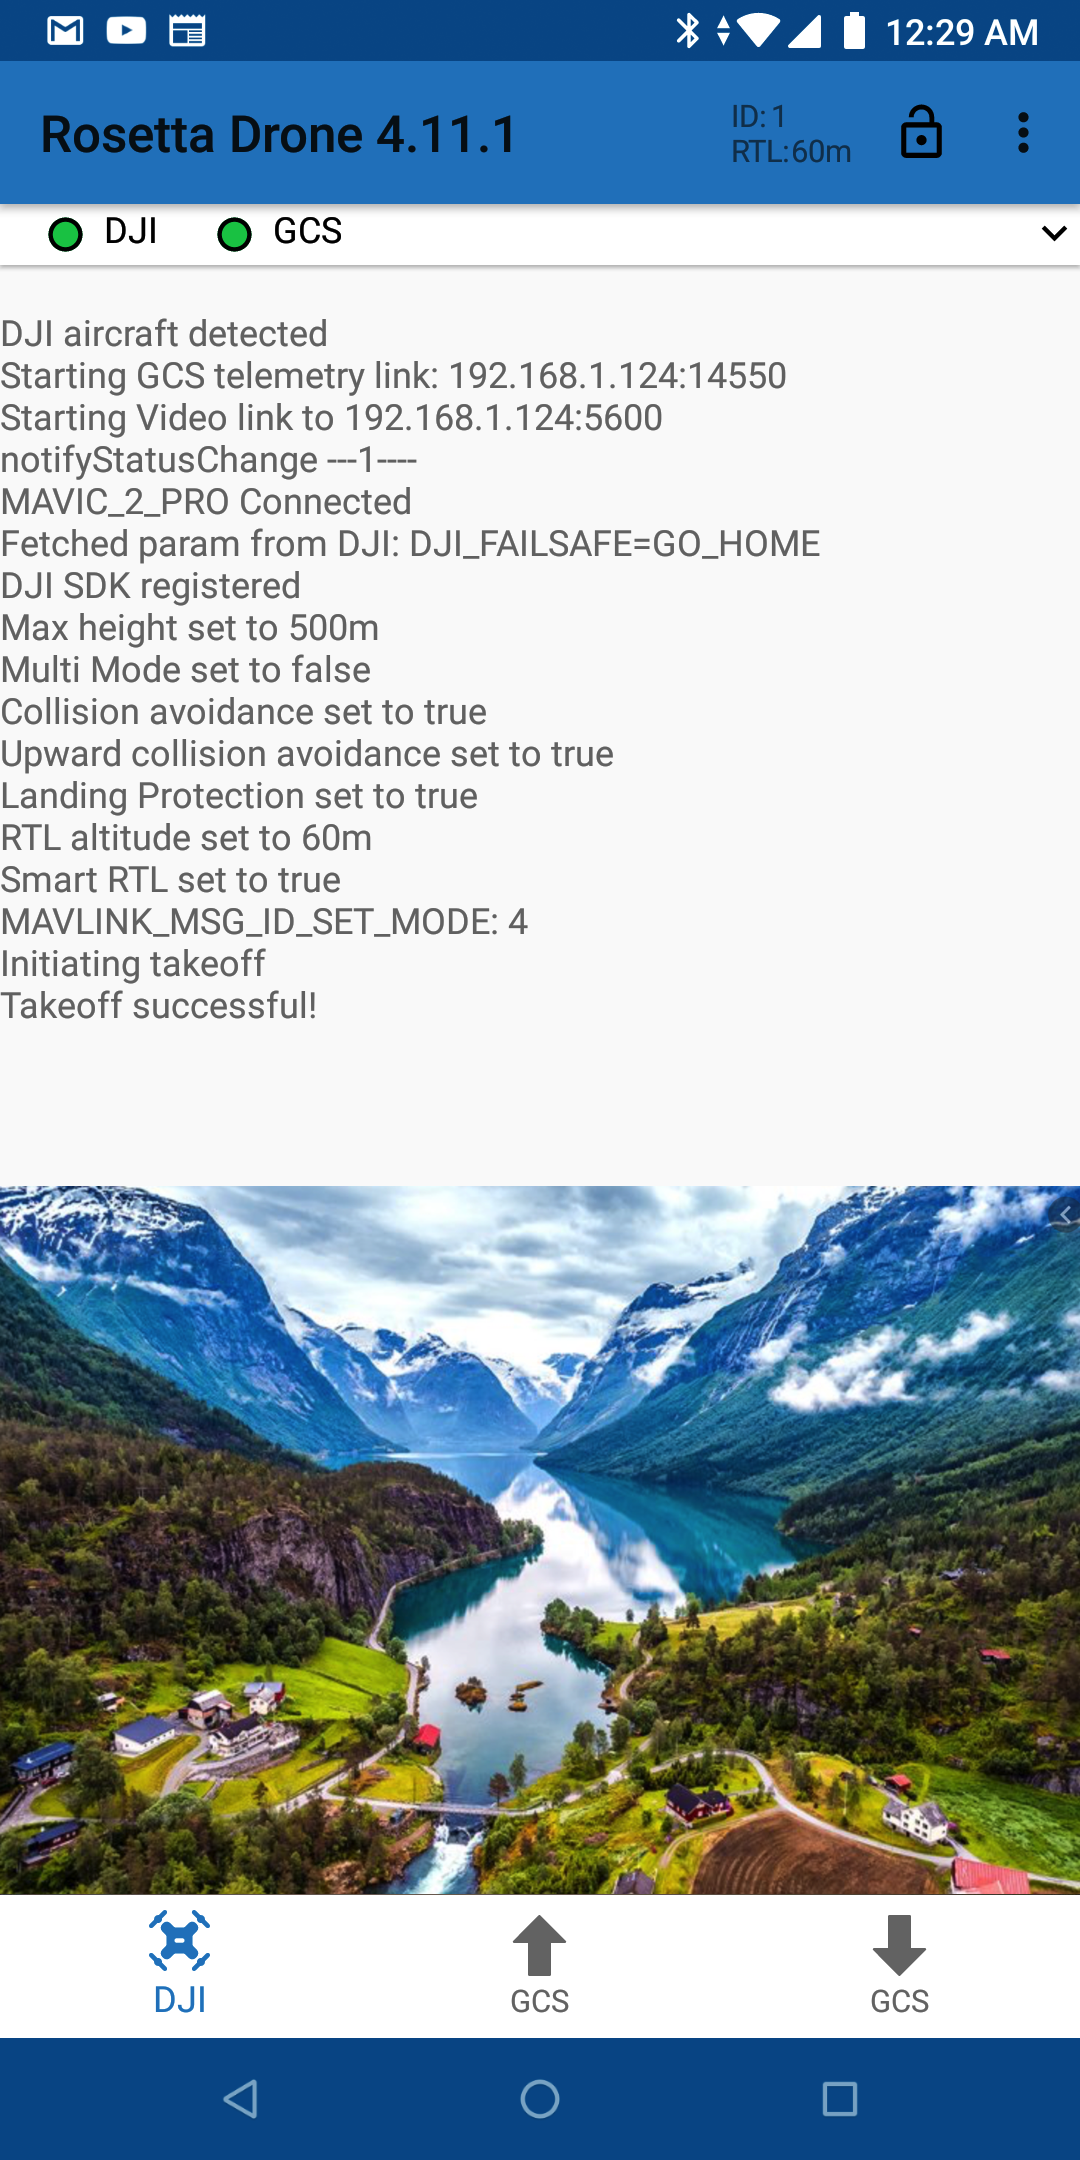 12:29 AM
Rosetta Drone 4.11.1
ID: 1
RTL:60m
DJI
GCS
DJI aircraft detected
Starting GCS telemetry link: 192.168.1.124:14550
Starting Video link to 192.168.1.124:5600
notifyStatusChange ---1----
MAVIC_2_PRO Connected
Fetched param from DJI: DJI_FAILSAFE=GO_HOME
DJI SDK registered
Max height set to 500m
Multi Mode set to false
Collision avoidance set to true
Upward collision avoidance set to true
Landing Protection set to true
RTL altitude set to 60m
Smart RTL set to true
MAVLINK_MSG_ID_SET_MODE: 4
Initiating takeoff
Takeoff successful!
DJI
GCS
GCS